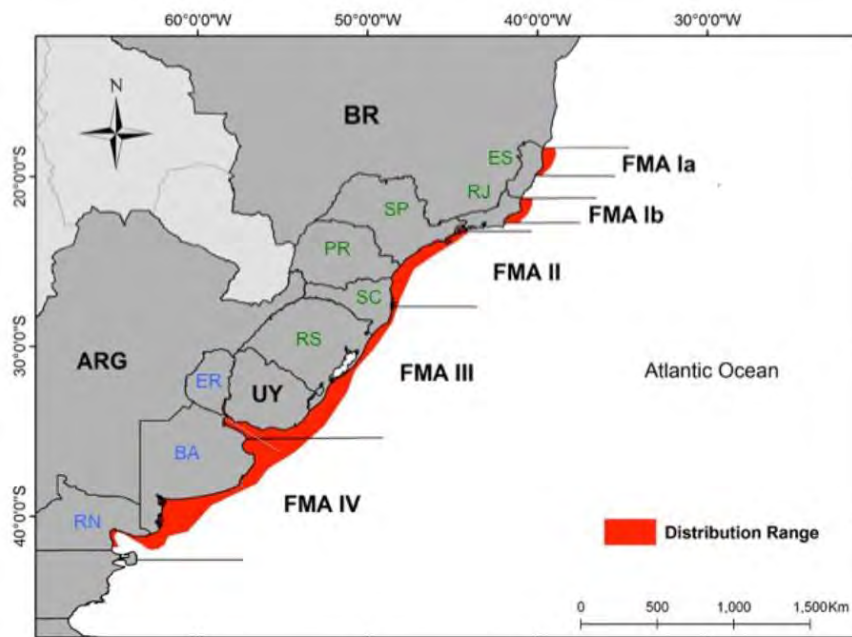 60°0'0"W 50°0'0"W 40°0'0"W 30°0'0"W
N
BR
ES
FMA Ia
20°0'0"S
RJ
SP
FMA Ib
PR
FMA II
SC
RS
30°0'0"S
ARG
FMA III
Atlantic Ocean
ER
UY
BA
FMA IV
RN
40°0'0"S
Distribution Range
0 500 1,000 1,500Km